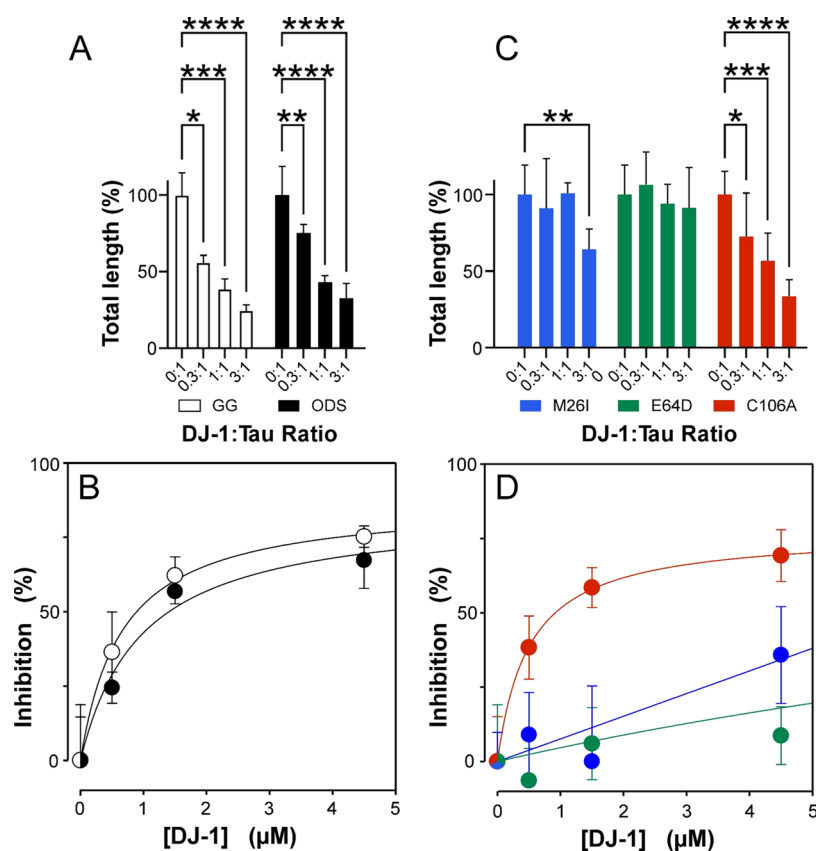 A
****
***
*
****
****
**
Total length (%)
100
50
0
0:1 0.3:1 1:1 3:1 0:1 0.3:1 1:1 3:1
GG ODS
DJ-1:Tau Ratio
C
**
****
***
*
Total length (%)
100
50
0
0:1 0.3:1 1:1 3:1 0 0:1 0.3:1 1:1 3:1 0:1 0.3:1 1:1 3:1
M26I E64D C106A
DJ-1:Tau Ratio
B
Inhibition (%)
100
50
0
0 1 2 3 4 5
[DJ-1] (µM)
D
Inhibition (%)
100
50
0
0 1 2 3 4 5
[DJ-1] (µM)